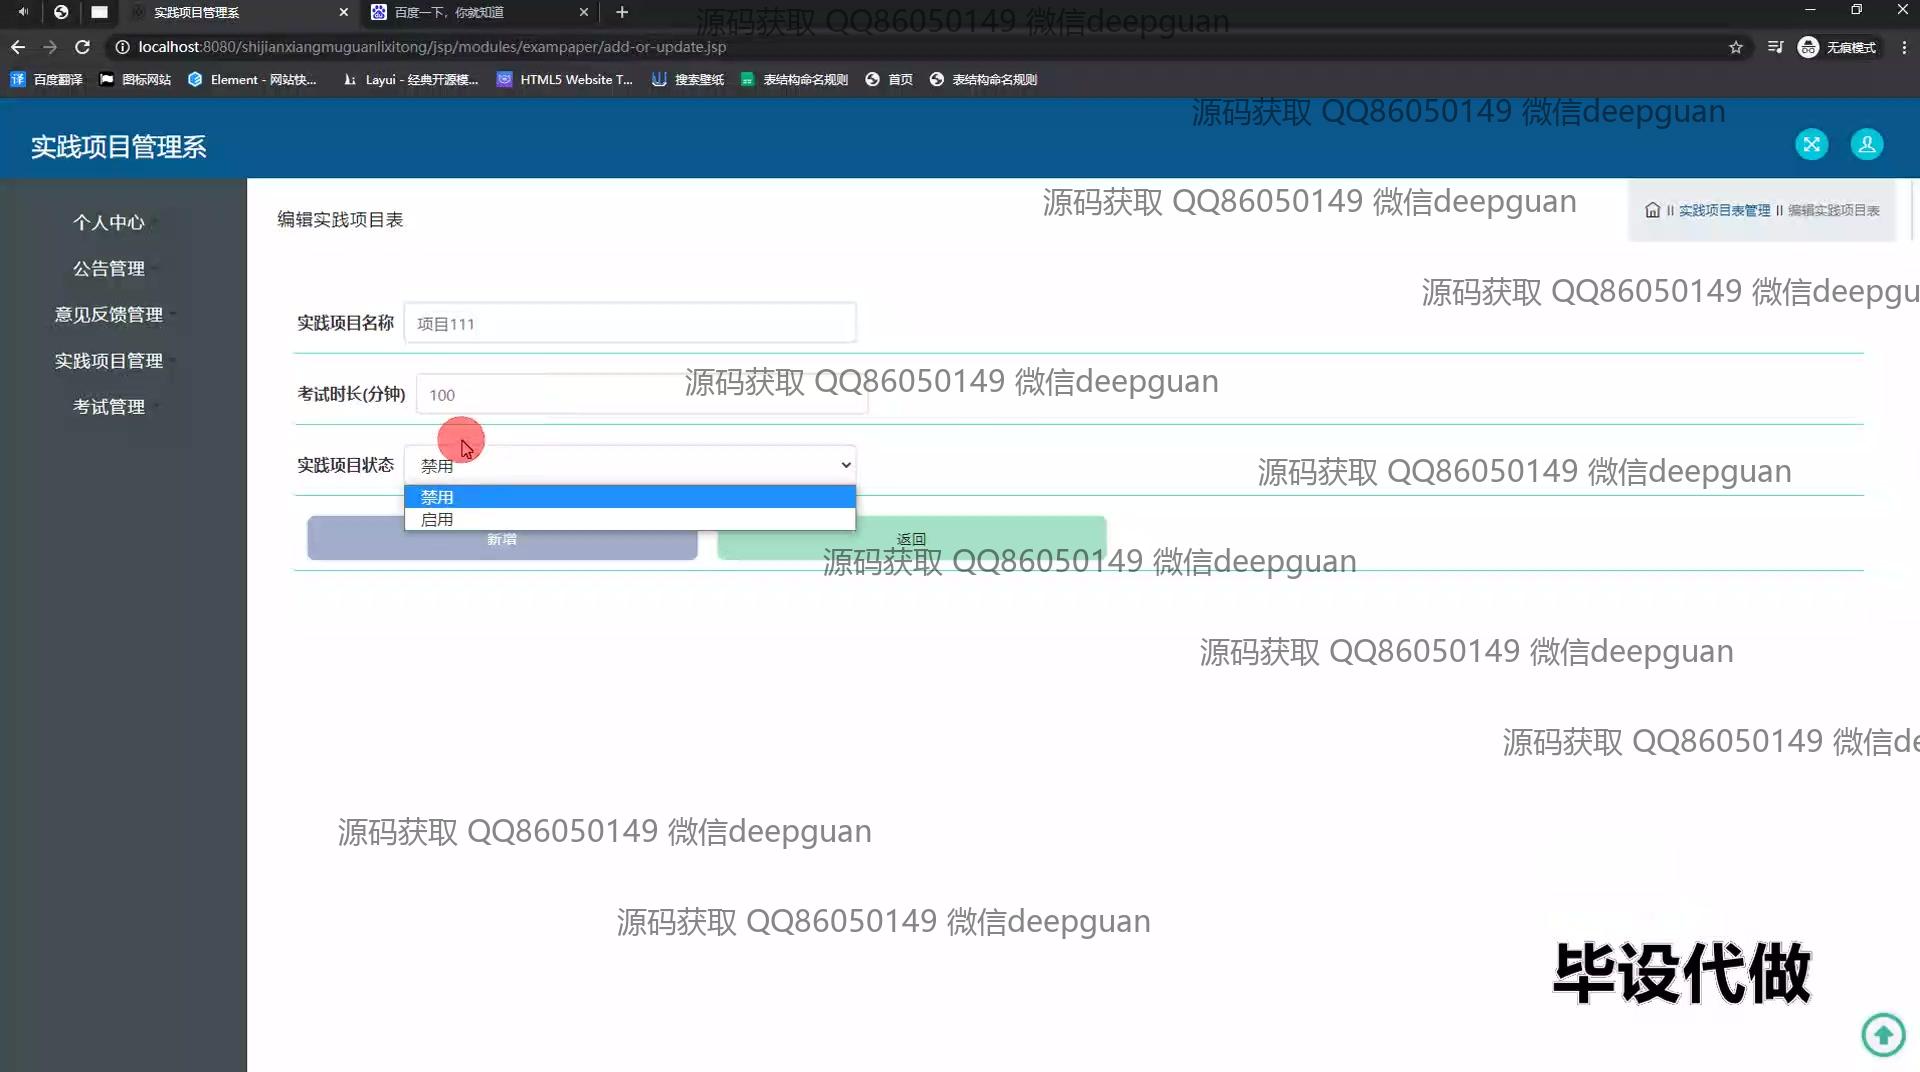 实践项目管理系
百度一下，你就知道
源码获取 QQ86050149 微信deepguan
localhost:8080/shijianxiangmuguanlixitong/jsp/modules/exampaper/add-or-update.jsp
无痕模式
百度翻译
图标网站
Element - 网站快...
Layui - 经典开源模...
HTML5 Website T...
搜索壁纸
表结构命名规则
首页
表结构命名规则
源码获取 QQ86050149 微信deepguan
实践项目管理系
源码获取 QQ86050149 微信deepguan
编辑实践项目表
实践项目表管理 II 编辑实践项目表
个人中心
公告管理
意见反馈管理
实践项目管理
考试管理
源码获取 QQ86050149 微信deepgu
实践项目名称 项目111
考试时长(分钟) 100
源码获取 QQ86050149 微信deepguan
实践项目状态 禁用
源码获取 QQ86050149 微信deepguan
禁用
启用
新增
返回
源码获取 QQ86050149 微信deepguan
源码获取 QQ86050149 微信deepguan
源码获取 QQ86050149 微信de
源码获取 QQ86050149 微信deepguan
源码获取 QQ86050149 微信deepguan
毕设代做